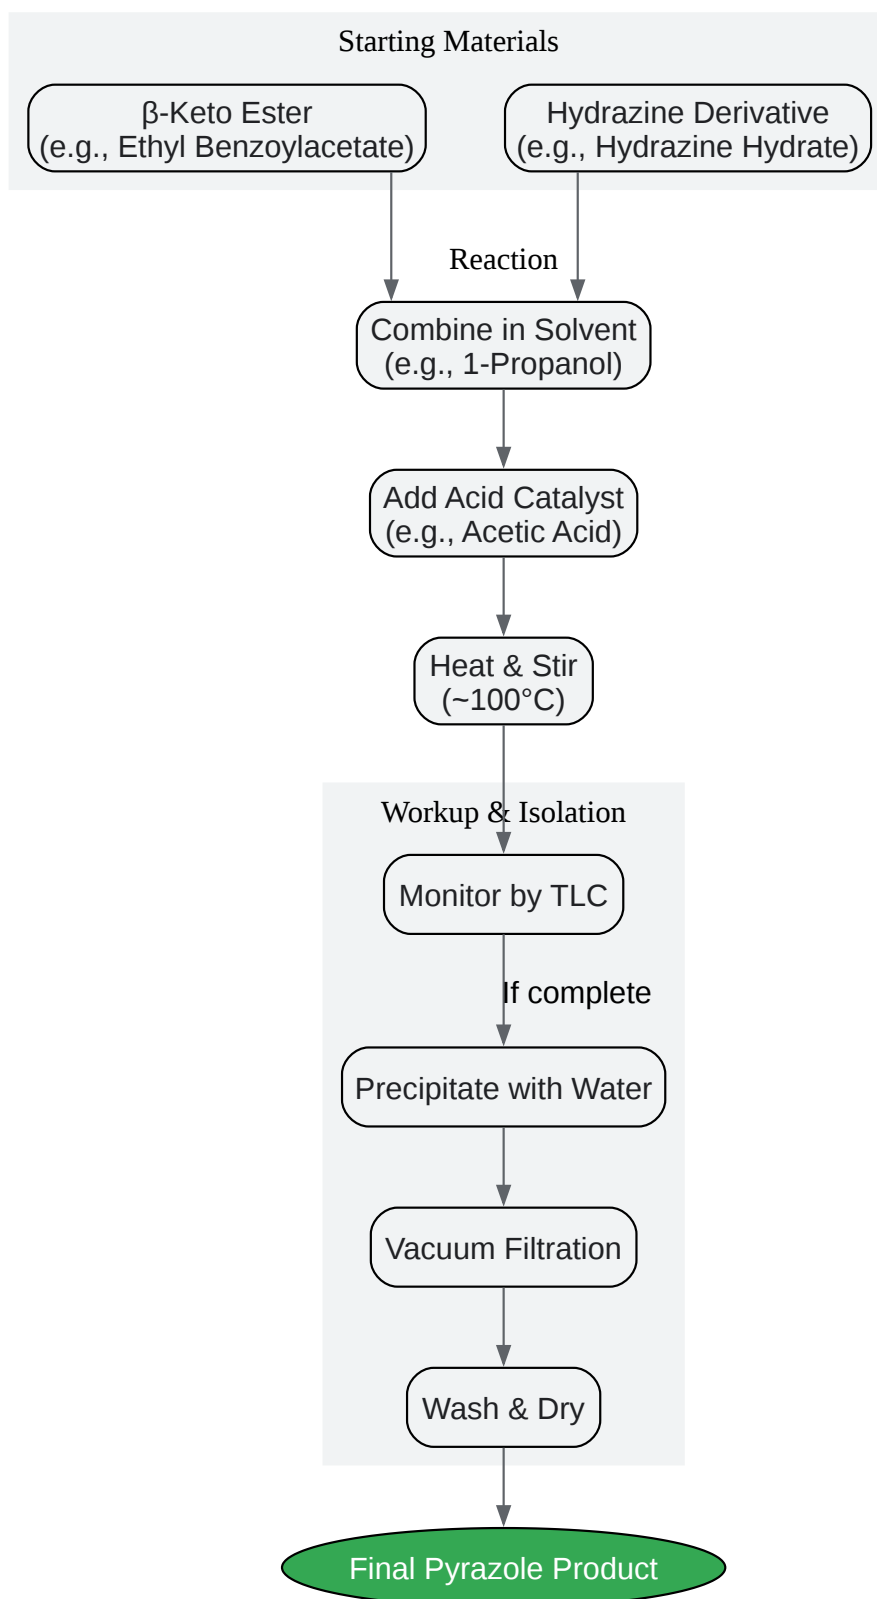 Starting Materials
β-Keto Ester
(e.g., Ethyl Benzoylacetate)
Hydrazine Derivative
(e.g., Hydrazine Hydrate)
Reaction
Combine in Solvent
(e.g., 1-Propanol)
Add Acid Catalyst
(e.g., Acetic Acid)
Heat & Stir
(~100°C)
Workup & Isolation
Monitor by TLC
If complete
Precipitate with Water
Vacuum Filtration
Wash & Dry
Final Pyrazole Product